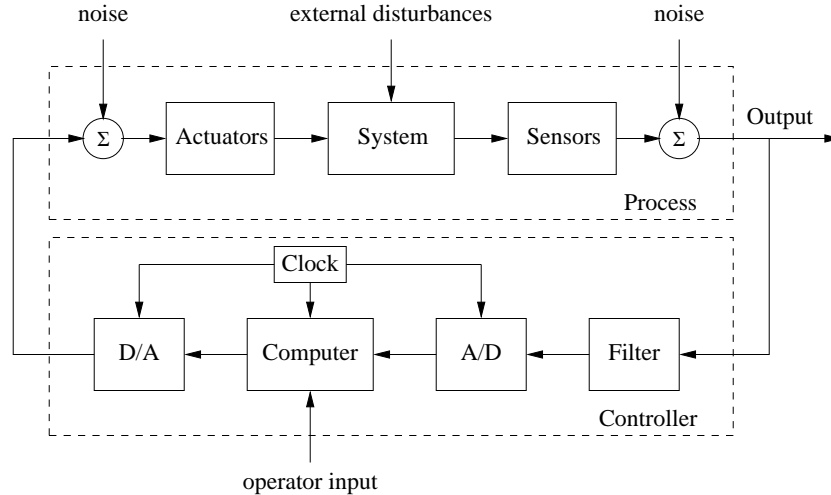 noise
external disturbances
noise
Σ
Actuators
System
Sensors
Σ
Output
Process
Clock
D/A
Computer
A/D
Filter
Controller
operator input